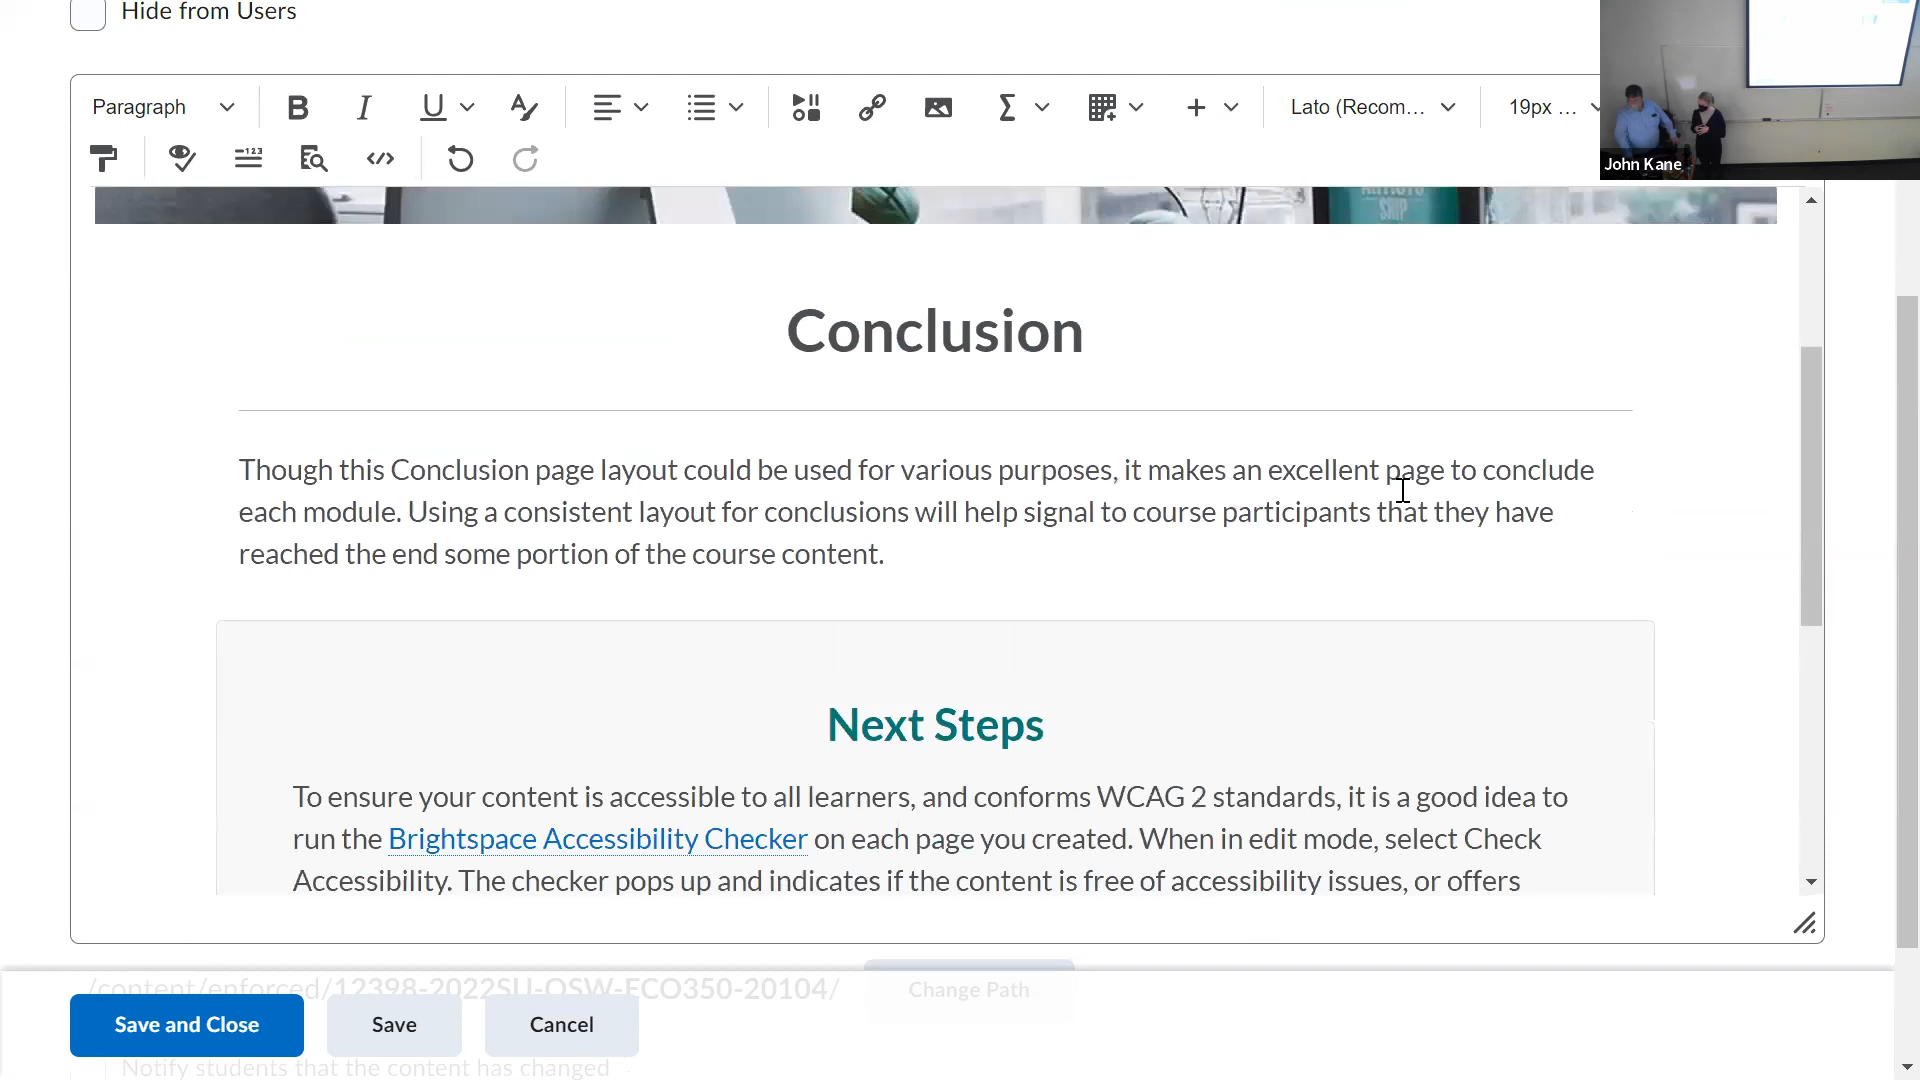 Hide from Users
Paragraph
Lato (Recom...
19px ...
John Kane
SHIP
Conclusion
Though this Conclusion page layout could be used for various purposes, it makes an excellent page to conclude
each module. Using a consistent layout for conclusions will help signal to course participants that they have
reached the end some portion of the course content.
Next Steps
To ensure your content is accessible to all learners, and conforms WCAG 2 standards, it is a good idea to
run the Brightspace Accessibility Checker on each page you created. When in edit mode, select Check
Accessibility. The checker pops up and indicates if the content is free of accessibility issues, or offers
/content/enforced/12398-2022SU-OSW-ECO350-20104/
Change Path
Save and Close
Save
Cancel
Notify students that the content has changed